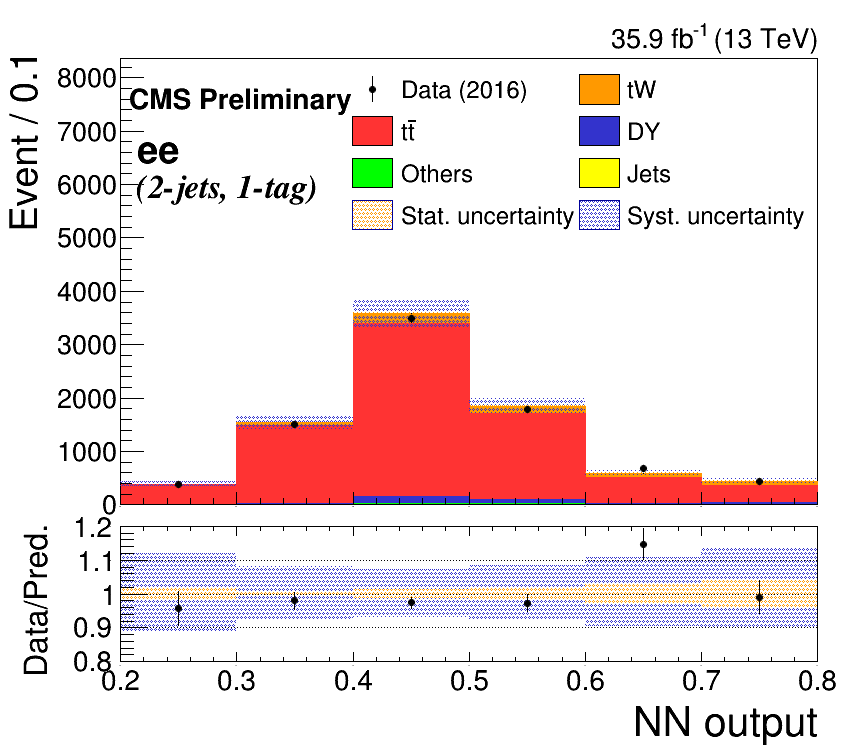 35.9 fb⁻¹ (13 TeV)
Event / 0.1
8000
7000
6000
5000
4000
3000
2000
1000
0
CMS Preliminary
ee
(2-jets, 1-tag)
Data (2016)
tW
tt̄
DY
Others
Jets
Stat. uncertainty
Syst. uncertainty
Data/Pred.
1.2
1.1
1
0.9
0.8
0.2 0.3 0.4 0.5 0.6 0.7 0.8
NN output